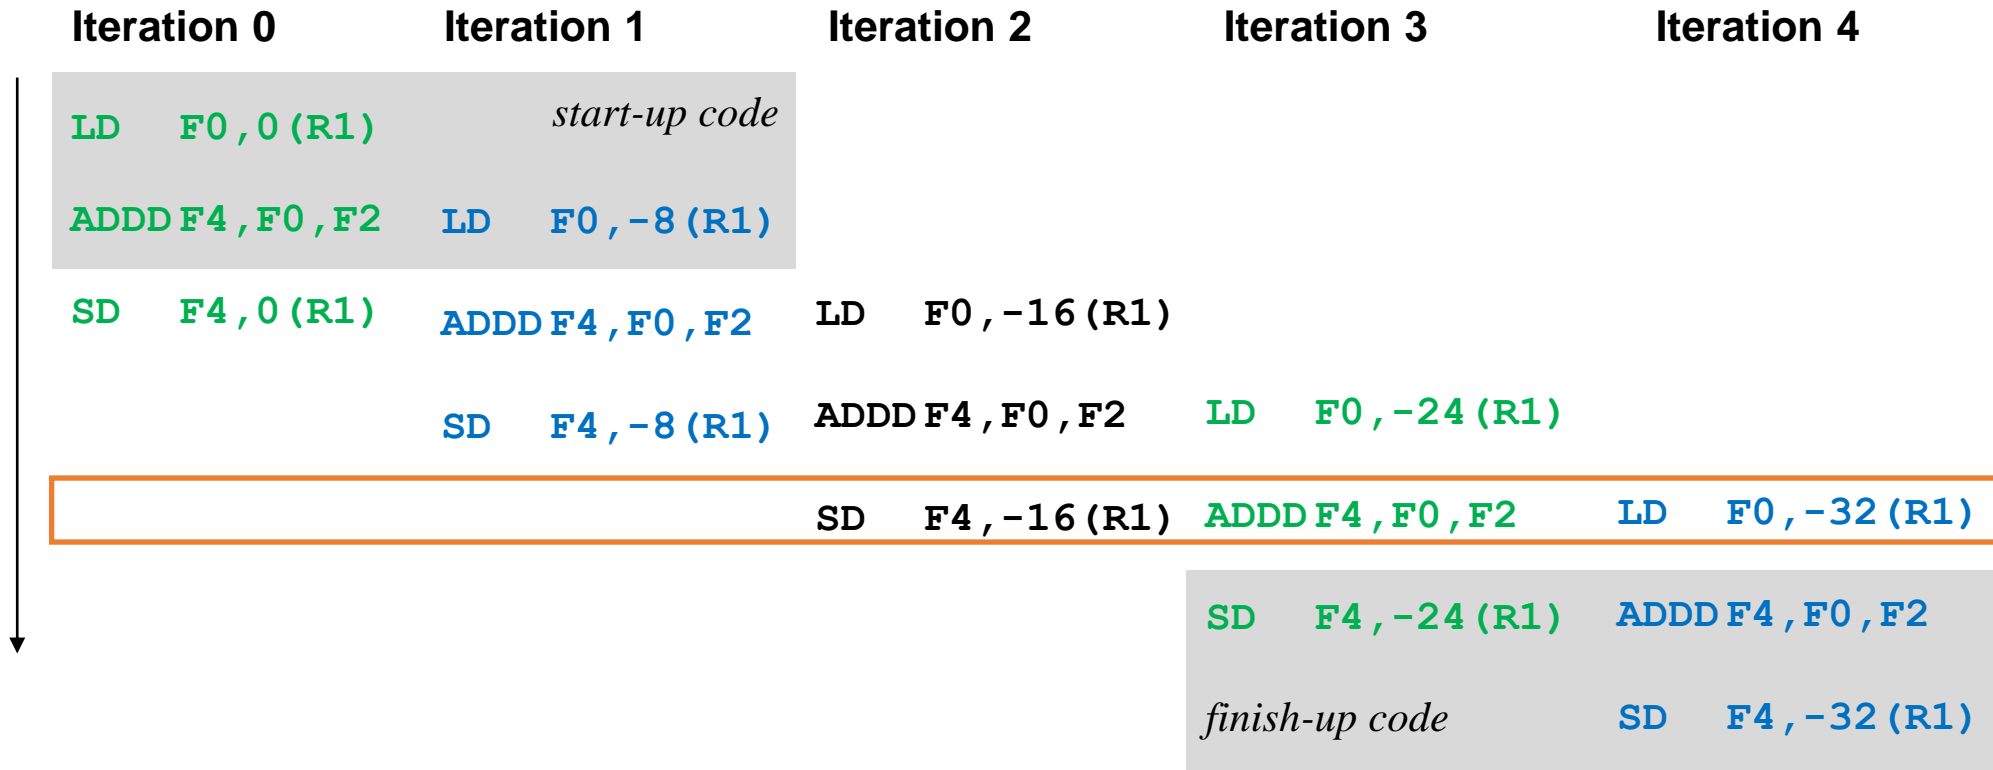 Iteration 0 Iteration 1 Iteration 2 Iteration 3 Iteration 4
LD F0,0(R1) start-up code
ADDD F4,F0,F2 LD F0,-8(R1)
SD F4,0(R1) ADDD F4,F0,F2 LD F0,-16(R1)
SD F4,-8(R1) ADDD F4,F0,F2 LD F0,-24(R1)
SD F4,-16(R1) ADDD F4,F0,F2 LD F0,-32(R1)
SD F4,-24(R1) ADDD F4,F0,F2
finish-up code SD F4,-32(R1)